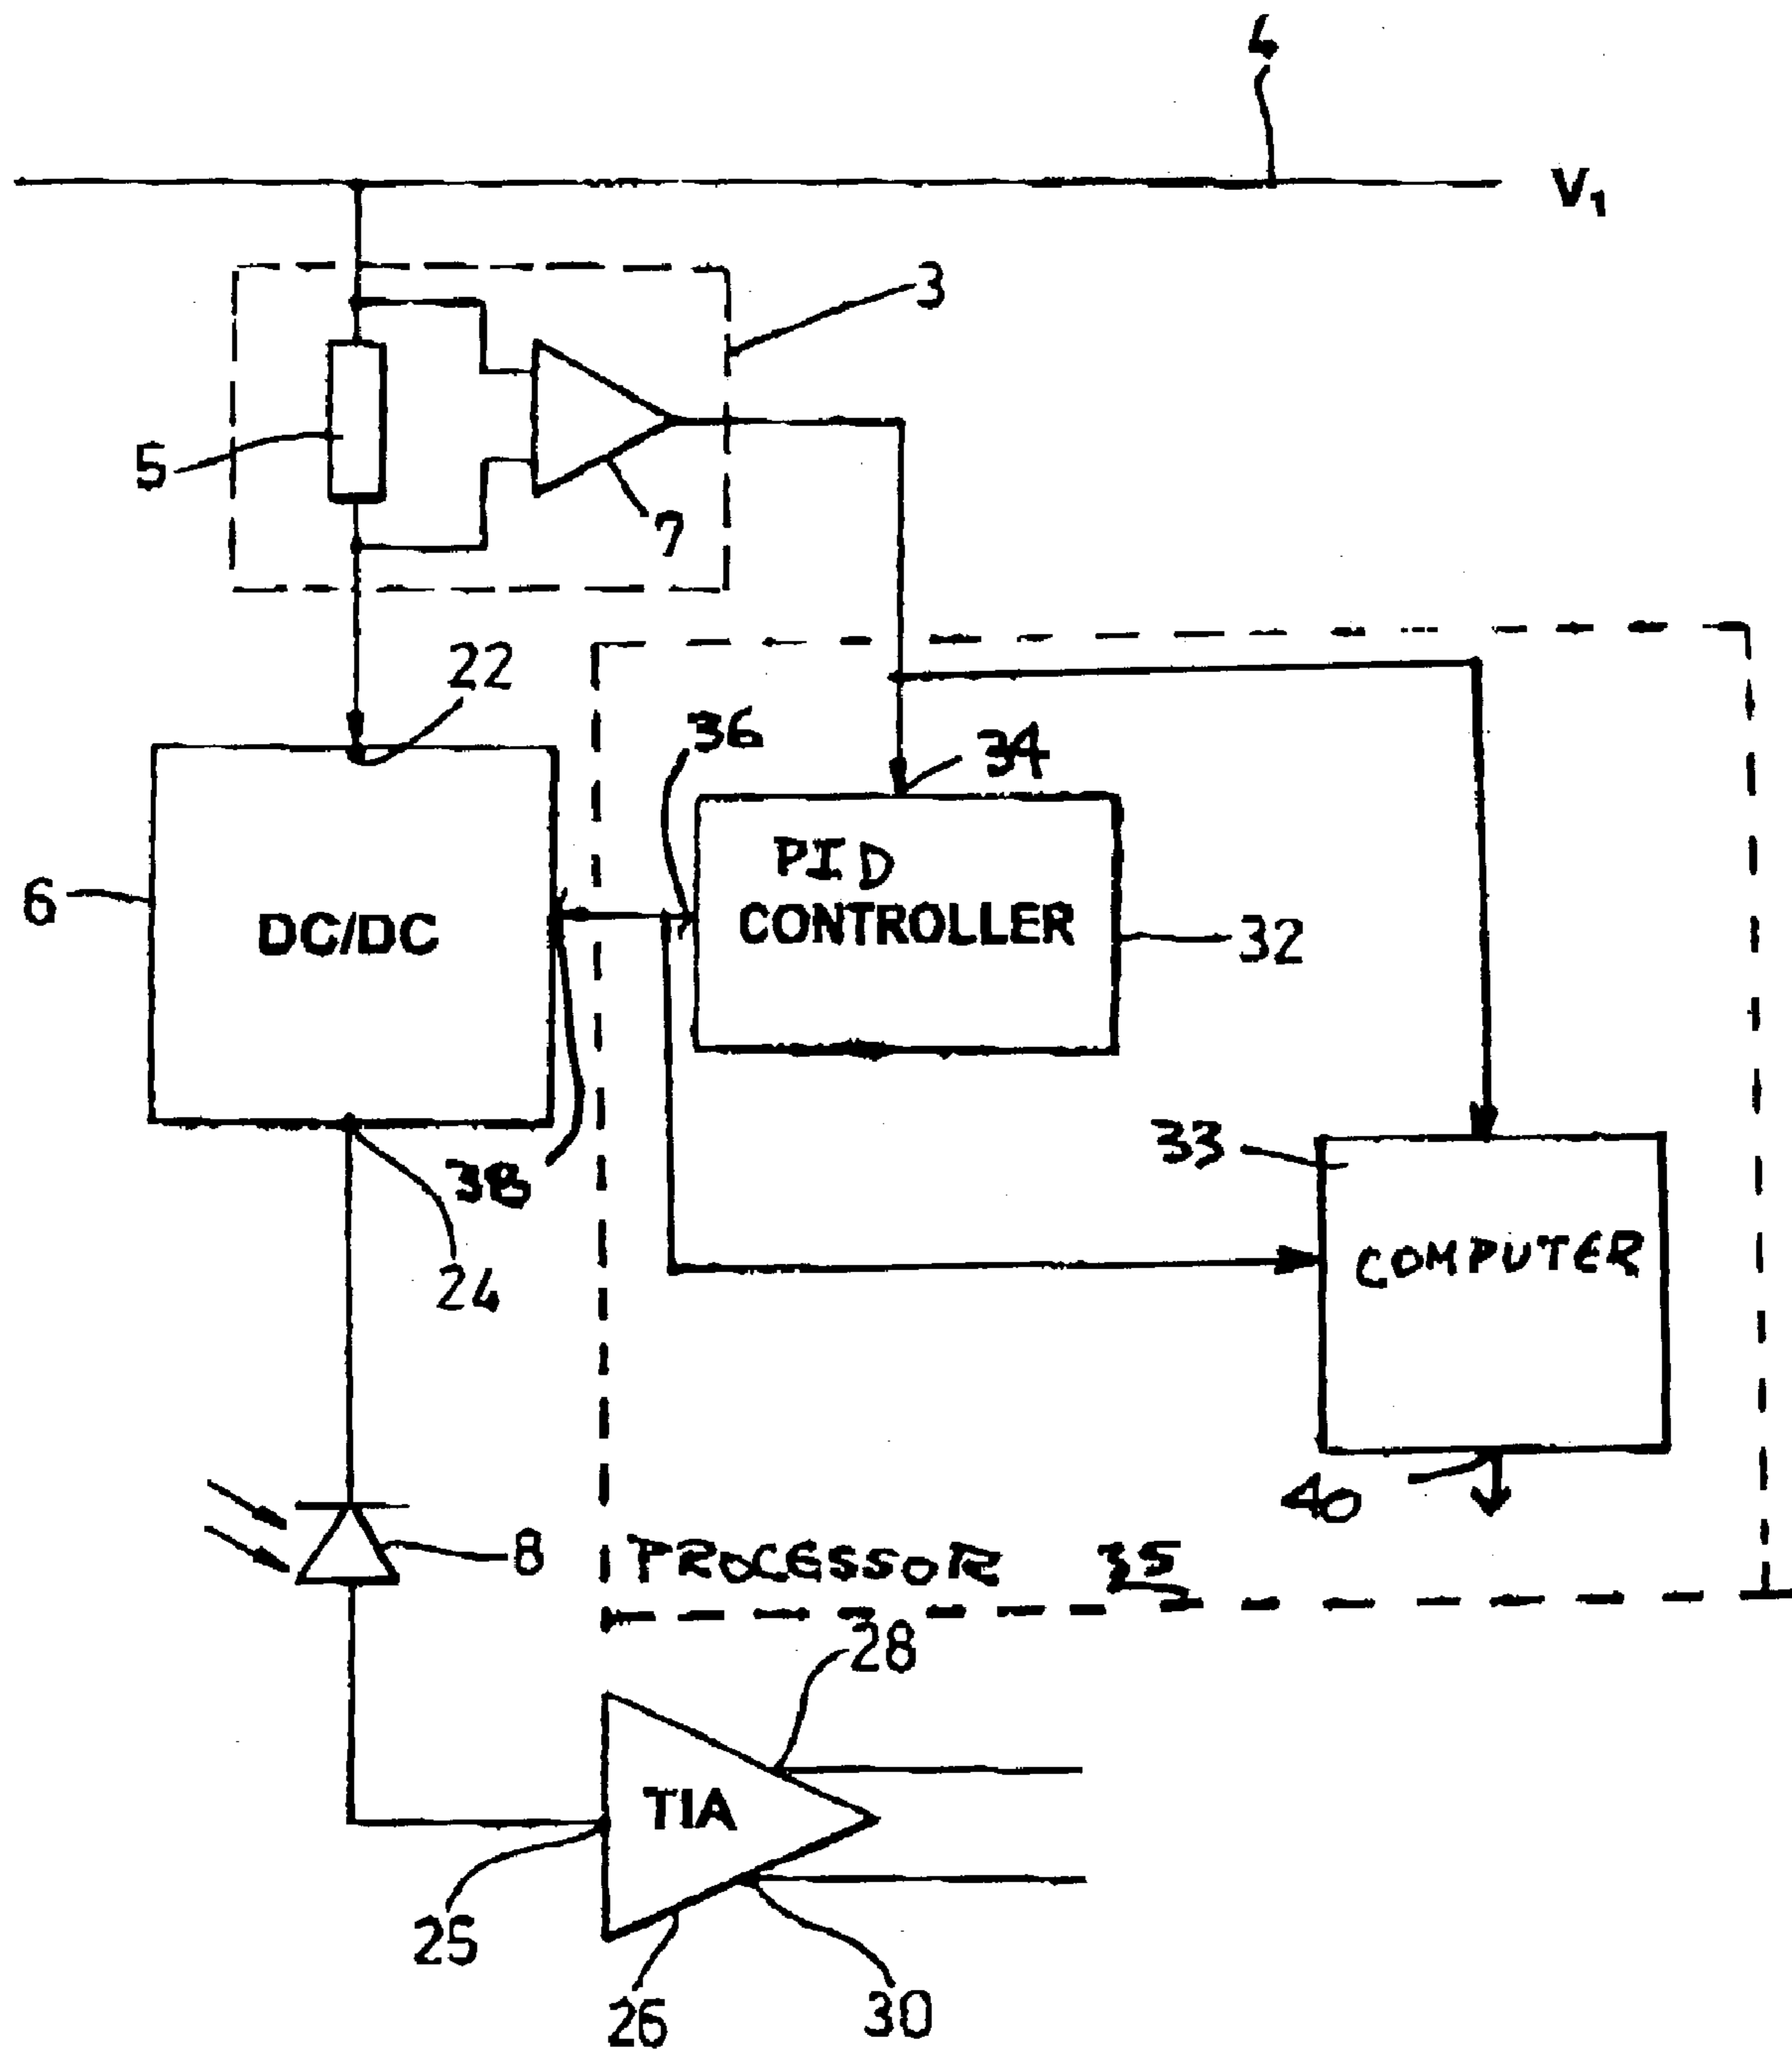 4
V₁
3
5
7
22
36
34
PID
CONTROLLER
6
DC/DC
32
33
38
COMPUTER
24
40
8
PROCESSOR 35
28
TIA
25
26
30